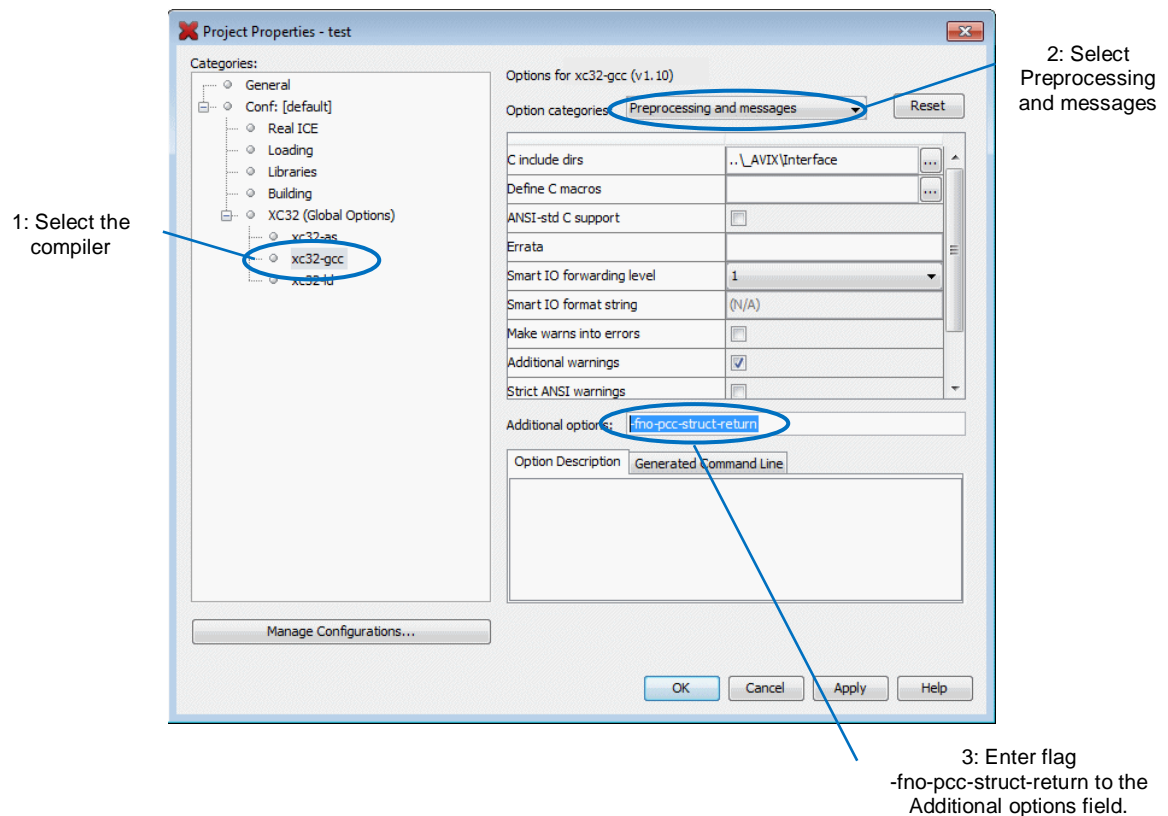 Project Properties - test
2: Select
Preprocessing
and messages
Categories:
General
Conf: [default]
Real ICE
Loading
Libraries
Building
XC32 (Global Options)
xc32-as
xc32-gcc
xc32-ld
1: Select the
compiler
Manage Configurations...
Options for xc32-gcc (v1.10)
Option categories: Preprocessing and messages Reset
C include dirs ..\_AVIX\Interface ...
Define C macros ...
ANSI-std C support
Errata
Smart IO forwarding level 1
Smart IO format string (N/A)
Make warns into errors
Additional warnings
Strict ANSI warnings
Additional options: -fno-pcc-struct-return
Option Description Generated Command Line
OK Cancel Apply Help
3: Enter flag
-fno-pcc-struct-return to the
Additional options field.